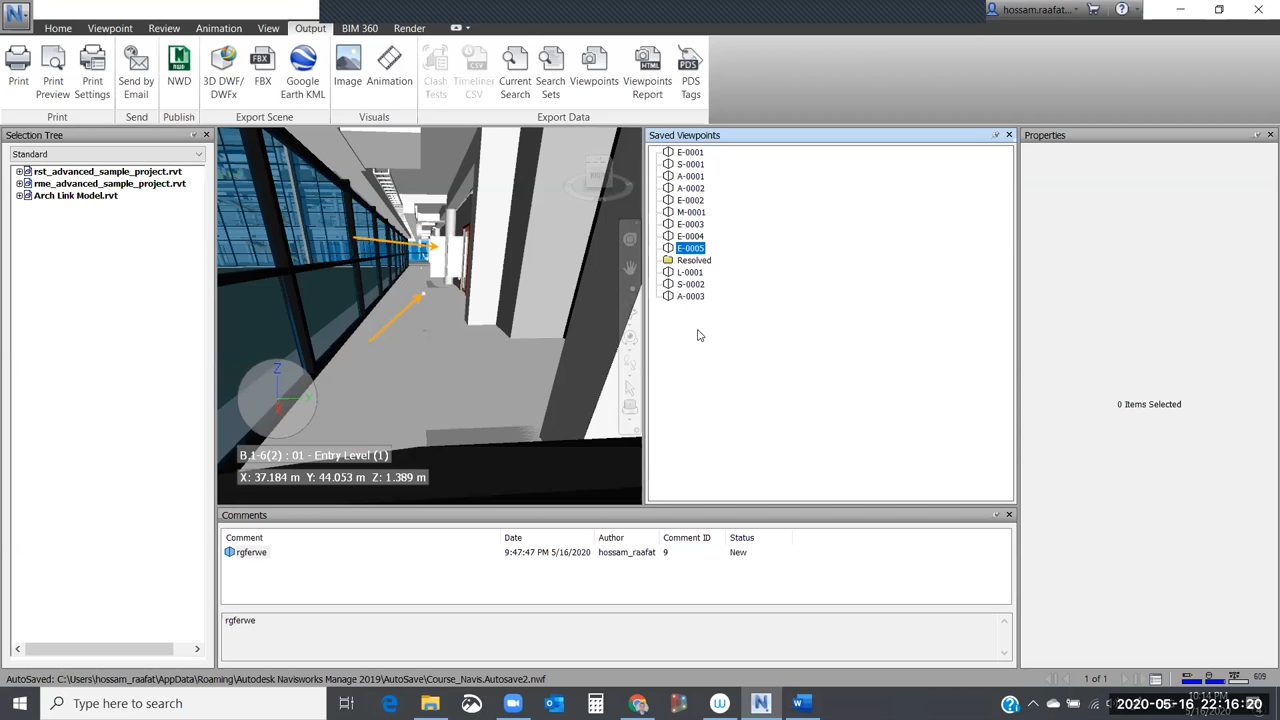 hossam.raafat...
Home Viewpoint Review Animation View Output BIM 360 Render
Print Print Preview Print Settings Send by Email NWD 3D DWF/DWFx FBX Google Earth KML Image Animation Clash Tests Timeliner CSV Current Search Search Sets Viewpoints Viewpoints Report PDS Tags
Print Send Publish Export Scene Visuals Export Data
Selection Tree
Standard
rst_advanced_sample_project.rvt
rme_advanced_sample_project.rvt
Arch Link Model.rvt
Z
Y
X
B.1-6(2) : 01 - Entry Level (1)
X: 37.184 m Y: 44.053 m Z: 1.389 m
Saved Viewpoints
E-0001
S-0001
A-0001
A-0002
E-0002
M-0001
E-0003
E-0004
E-0005
Resolved
L-0001
S-0002
A-0003
Properties
0 Items Selected
Comments
Comment Date Author Comment ID Status
rgferwe 9:47:47 PM 5/16/2020 hossam_raafat 9 New
rgferwe
AutoSaved: C:\Users\hossam_raafat\AppData\Roaming\Autodesk Navisworks Manage 2019\AutoSave\Course_Navis.Autosave2.nwf
1 of 1
609
Type here to search
10:14 PM
2020-05-16 22:16:20